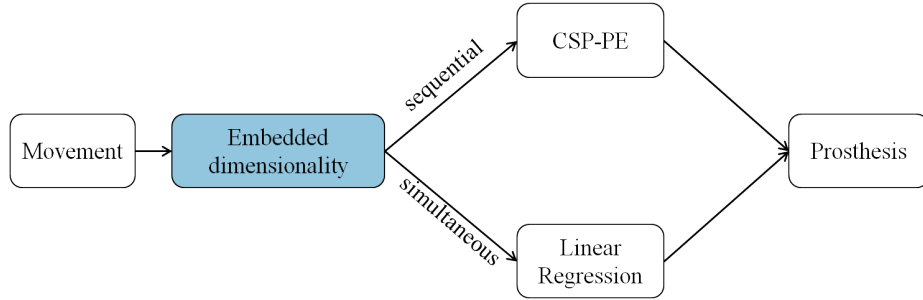 Movement
Embedded
dimensionality
sequential
simultaneous
CSP-PE
Linear
Regression
Prosthesis